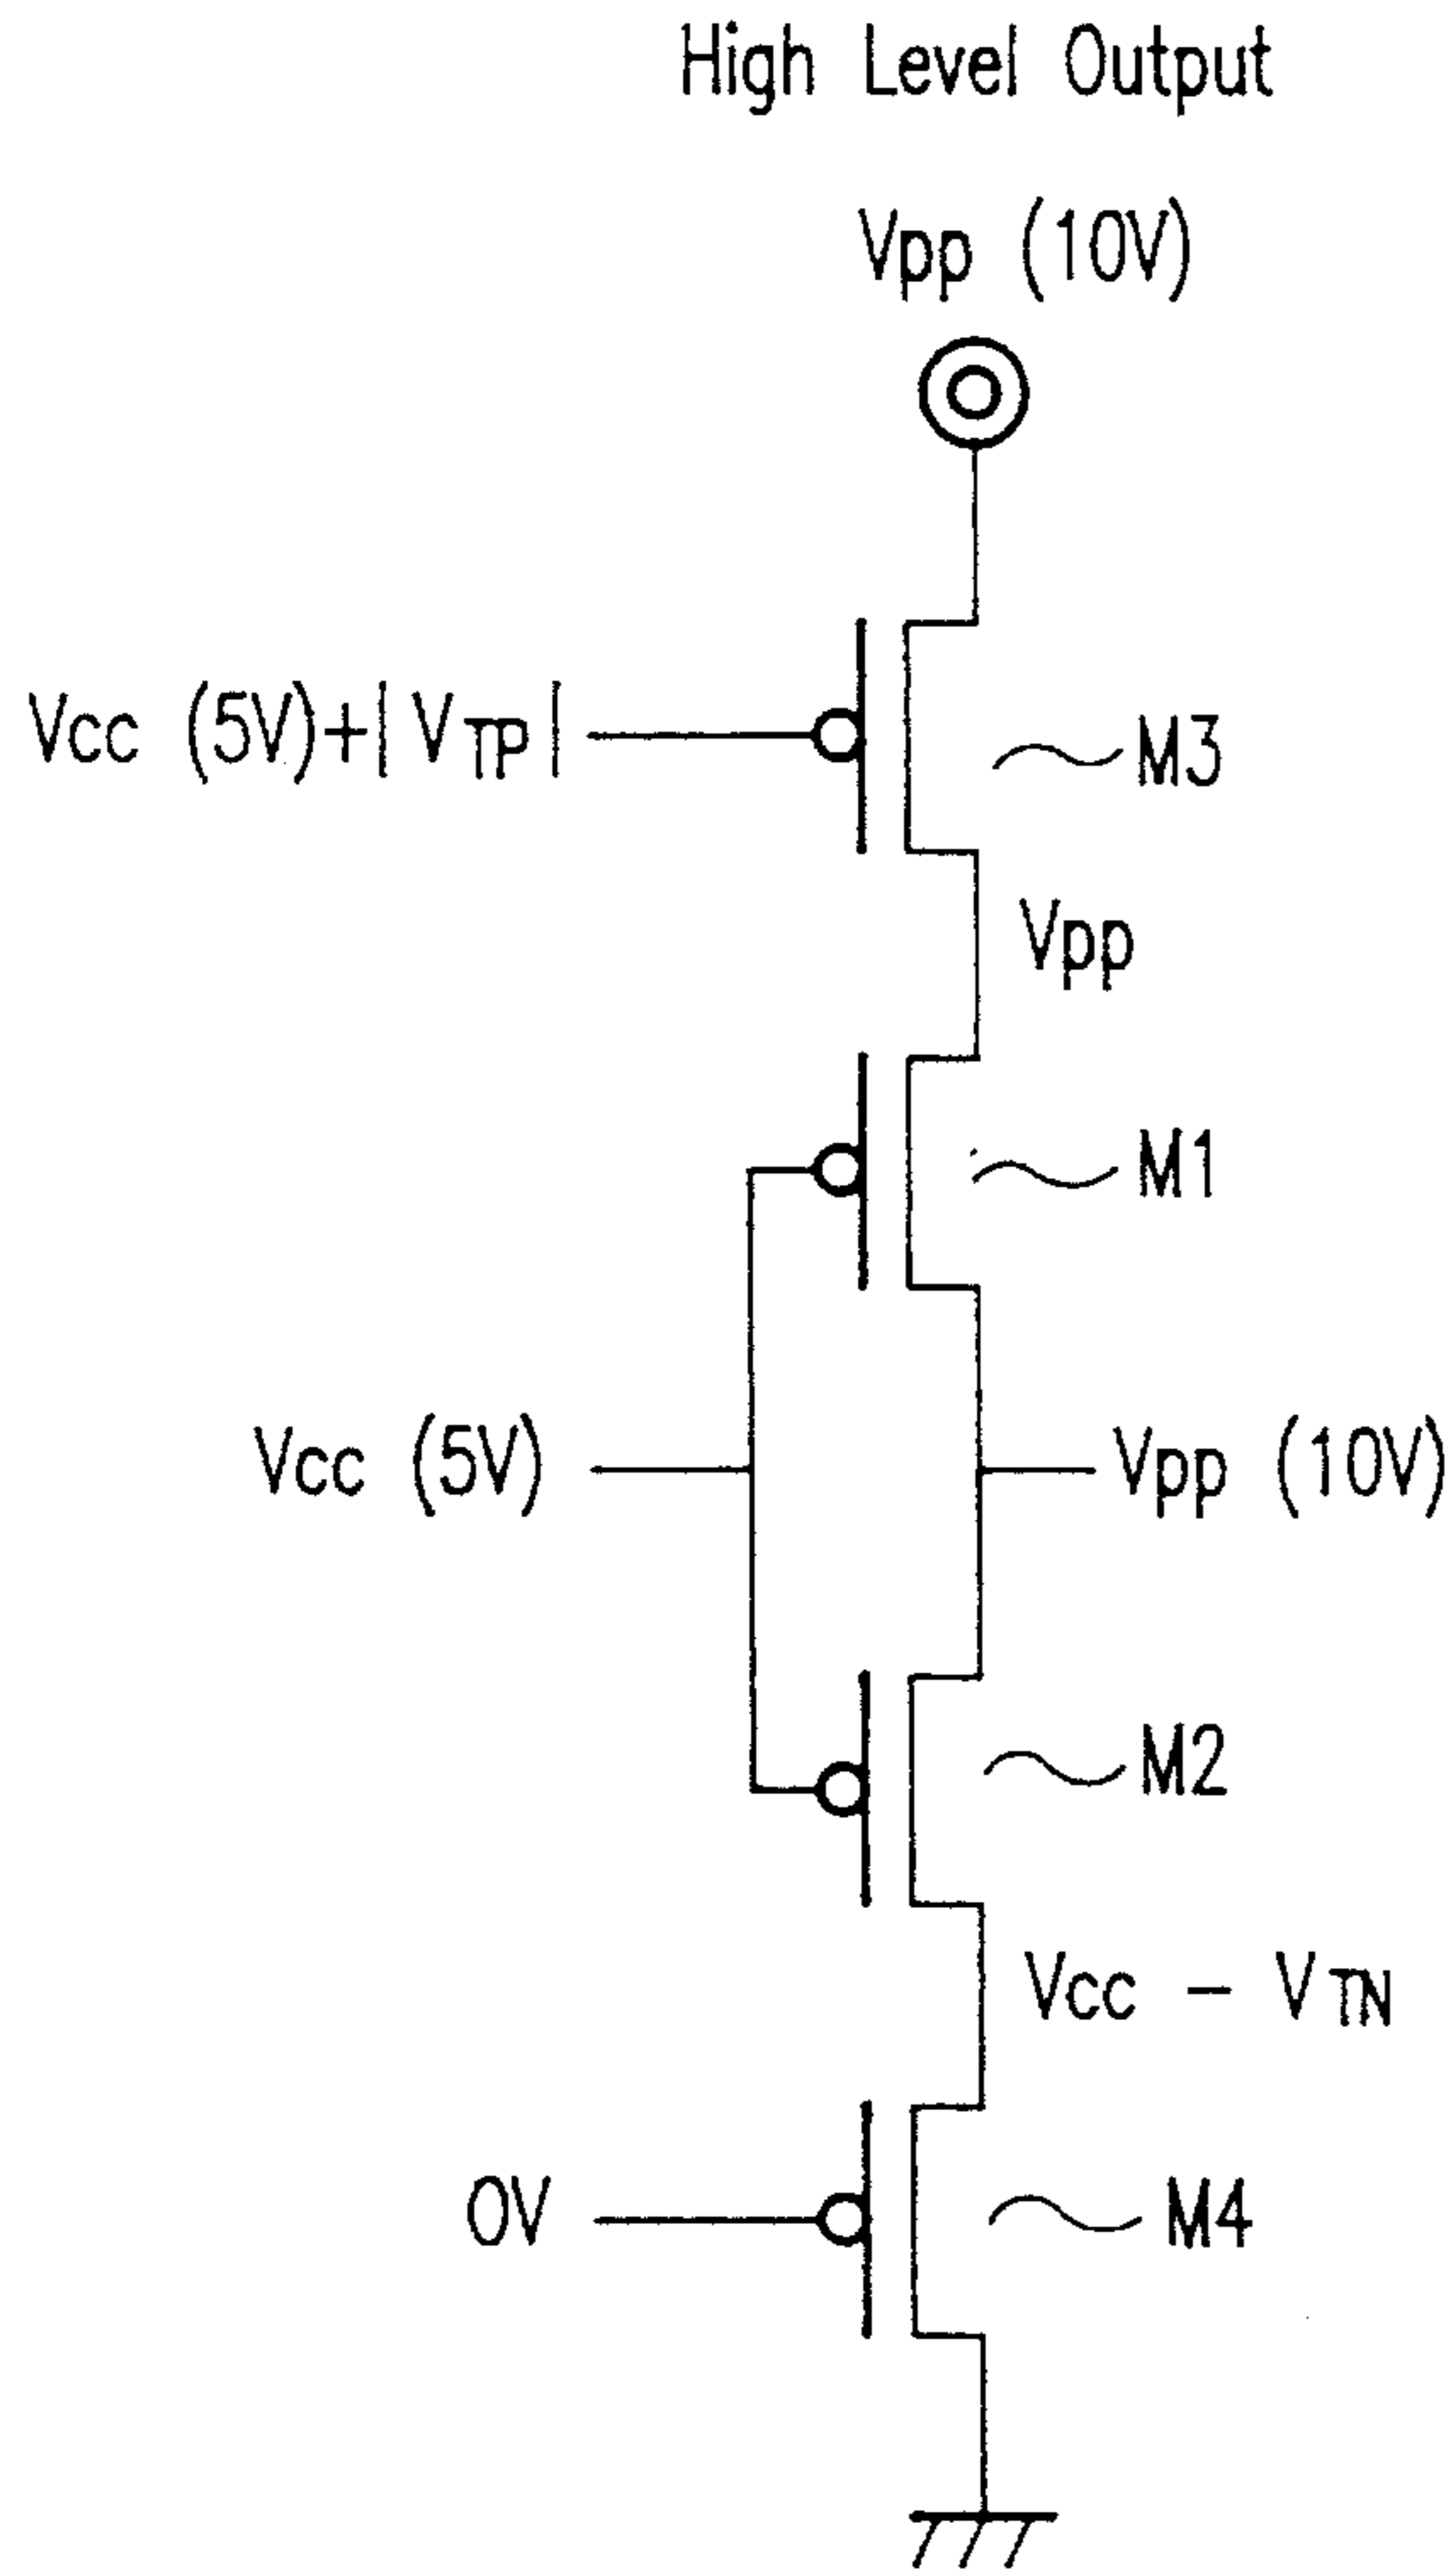 High Level Output
Vpp (10V)
Vcc (5V)+|VTP|
M3
Vpp
M1
Vcc (5V)
Vpp (10V)
M2
Vcc - VTN
0V
M4